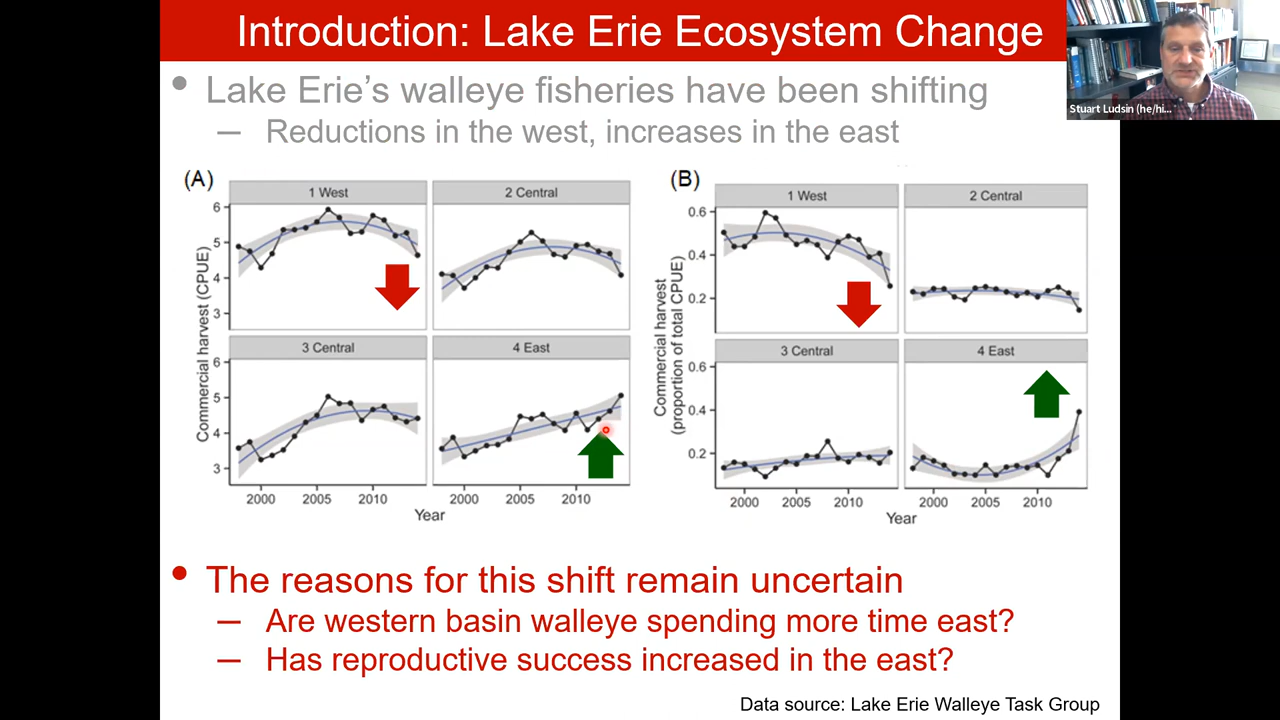 Introduction: Lake Erie Ecosystem Change
Stuart Ludsin (he/hi...
• Lake Erie’s walleye fisheries have been shifting
– Reductions in the west, increases in the east
(A)
1 West
2 Central
6
5
4
3
3 Central
4 East
6
5
4
3
Commercial harvest (CPUE)
2000 2005 2010 2000 2005 2010
Year
(B)
1 West
2 Central
0.6
0.4
0.2
3 Central
4 East
0.6
0.4
0.2
Commercial harvest
(proportion of total CPUE)
2000 2005 2010 2000 2005 2010
Year
• The reasons for this shift remain uncertain
– Are western basin walleye spending more time east?
– Has reproductive success increased in the east?
Data source: Lake Erie Walleye Task Group